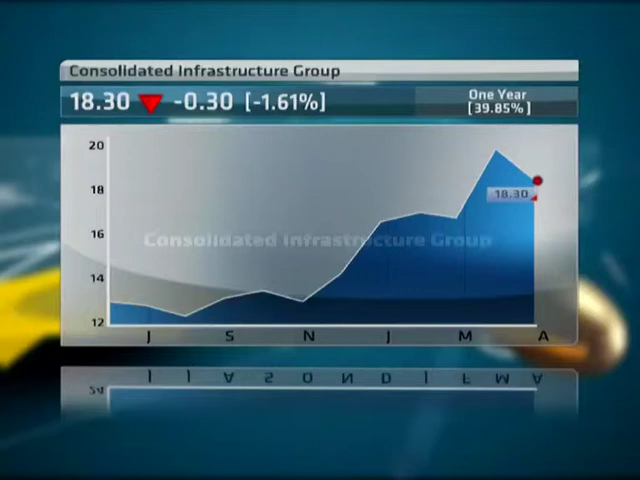 Consolidated Infrastructure Group
18.30 -0.30 [-1.61%]
One Year
[39.85%]
20
18
16
14
12
Consolidated Infrastructure Group
18.30
J S N J M A
J J A S O N D J F M A
24